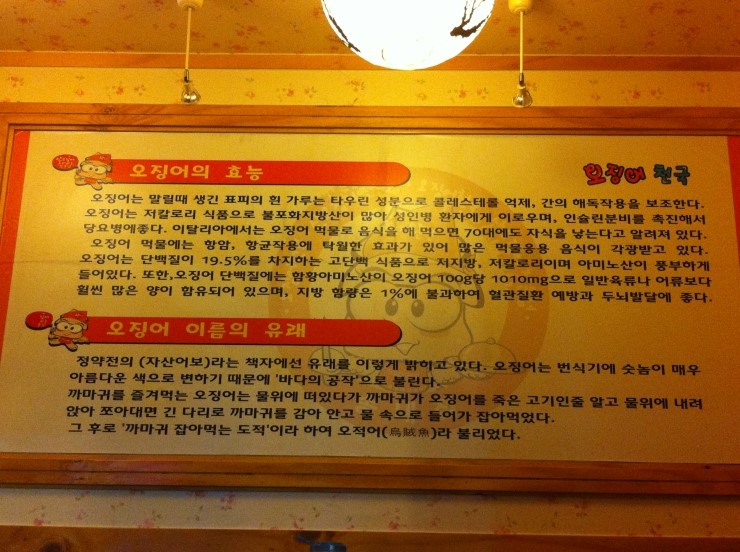 오징어의 효능
오징어 천국
오징어는 말릴때 생긴 표피의 흰 가루는 타우린 성분으로 콜레스테롤 억제, 간의 해독작용을 보조한다.
오징어는 저칼로리 식품으로 불포화지방산이 많아 성인병 환자에게 이로우며, 인슐린분비를 촉진해서
당뇨병에좋다. 이탈리아에서는 오징어 먹물로 음식을 해 먹으면 70대에도 자식을 낳는다고 알려져 있다.
오징어 먹물에는 항암, 항균작용에 탁월한 효과가 있어 많은 먹물응용 음식이 각광받고 있다.
오징어는 단백질이 19.5%를 차지하는 고단백 식품으로 저지방, 저칼로리이며 아미노산이 풍부하게
들어있다. 또한,오징어 단백질에는 함황아미노산이 오징어 100g당 1010mg으로 일반육류나 어류보다
훨씬 많은 양이 함유되어 있으며, 지방 함량은 1%에 불과하여 혈관질환 예방과 두뇌발달에 좋다.
오징어 이름의 유래
정약전의 (자산어보)라는 책자에선 유래를 이렇게 밝히고 있다. 오징어는 번식기에 숫놈이 매우
아름다운 색으로 변하기 때문에 '바다의 공작'으로 불린다.
까마귀를 즐겨먹는 오징어는 물위에 떠있다가 까마귀가 오징어를 죽은 고기인줄 알고 물위에 내려
앉아 쪼아대면 긴 다리로 까마귀를 감아 안고 물 속으로 들어가 잡아먹었다.
그 후로 '까마귀 잡아먹는 도적'이라 하여 오적어(烏賊魚)라 불리었다.